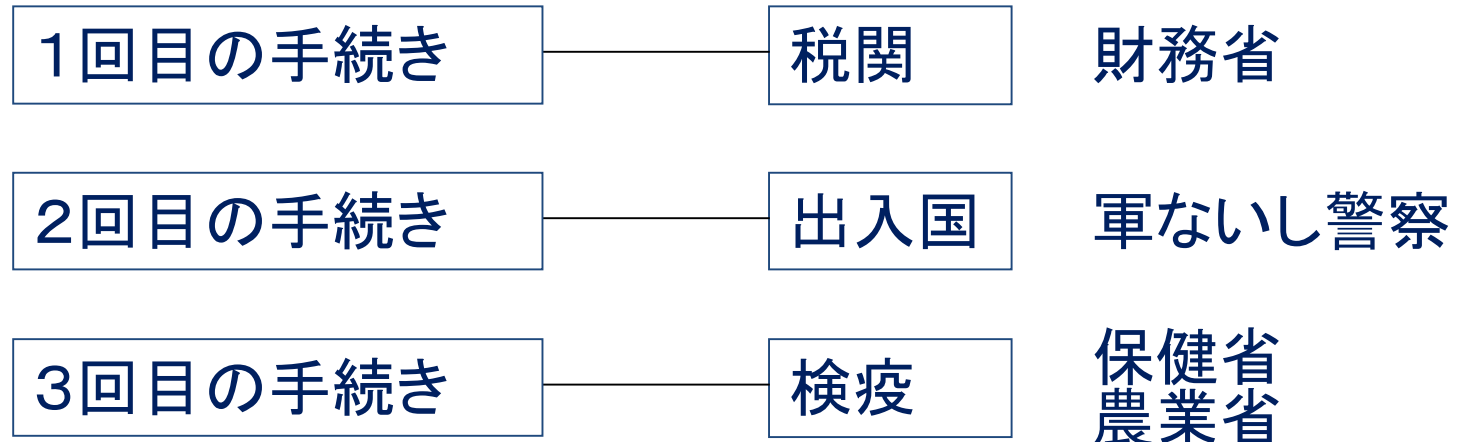 1回目の手続き 税関 財務省
2回目の手続き 出入国 軍ないし警察
3回目の手続き 検疫 保健省
農業省